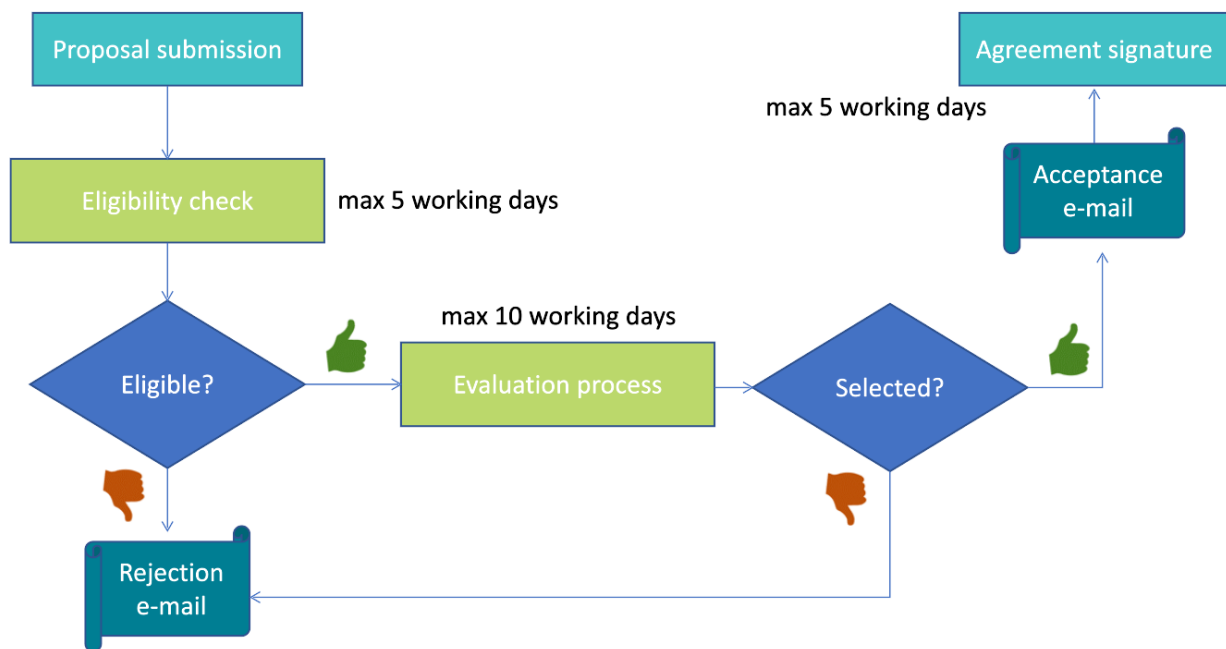 Proposal submission
Agreement signature
max 5 working days
Eligibility check
max 5 working days
Acceptance
e-mail
max 10 working days
Eligible?
Evaluation process
Selected?
Rejection
e-mail